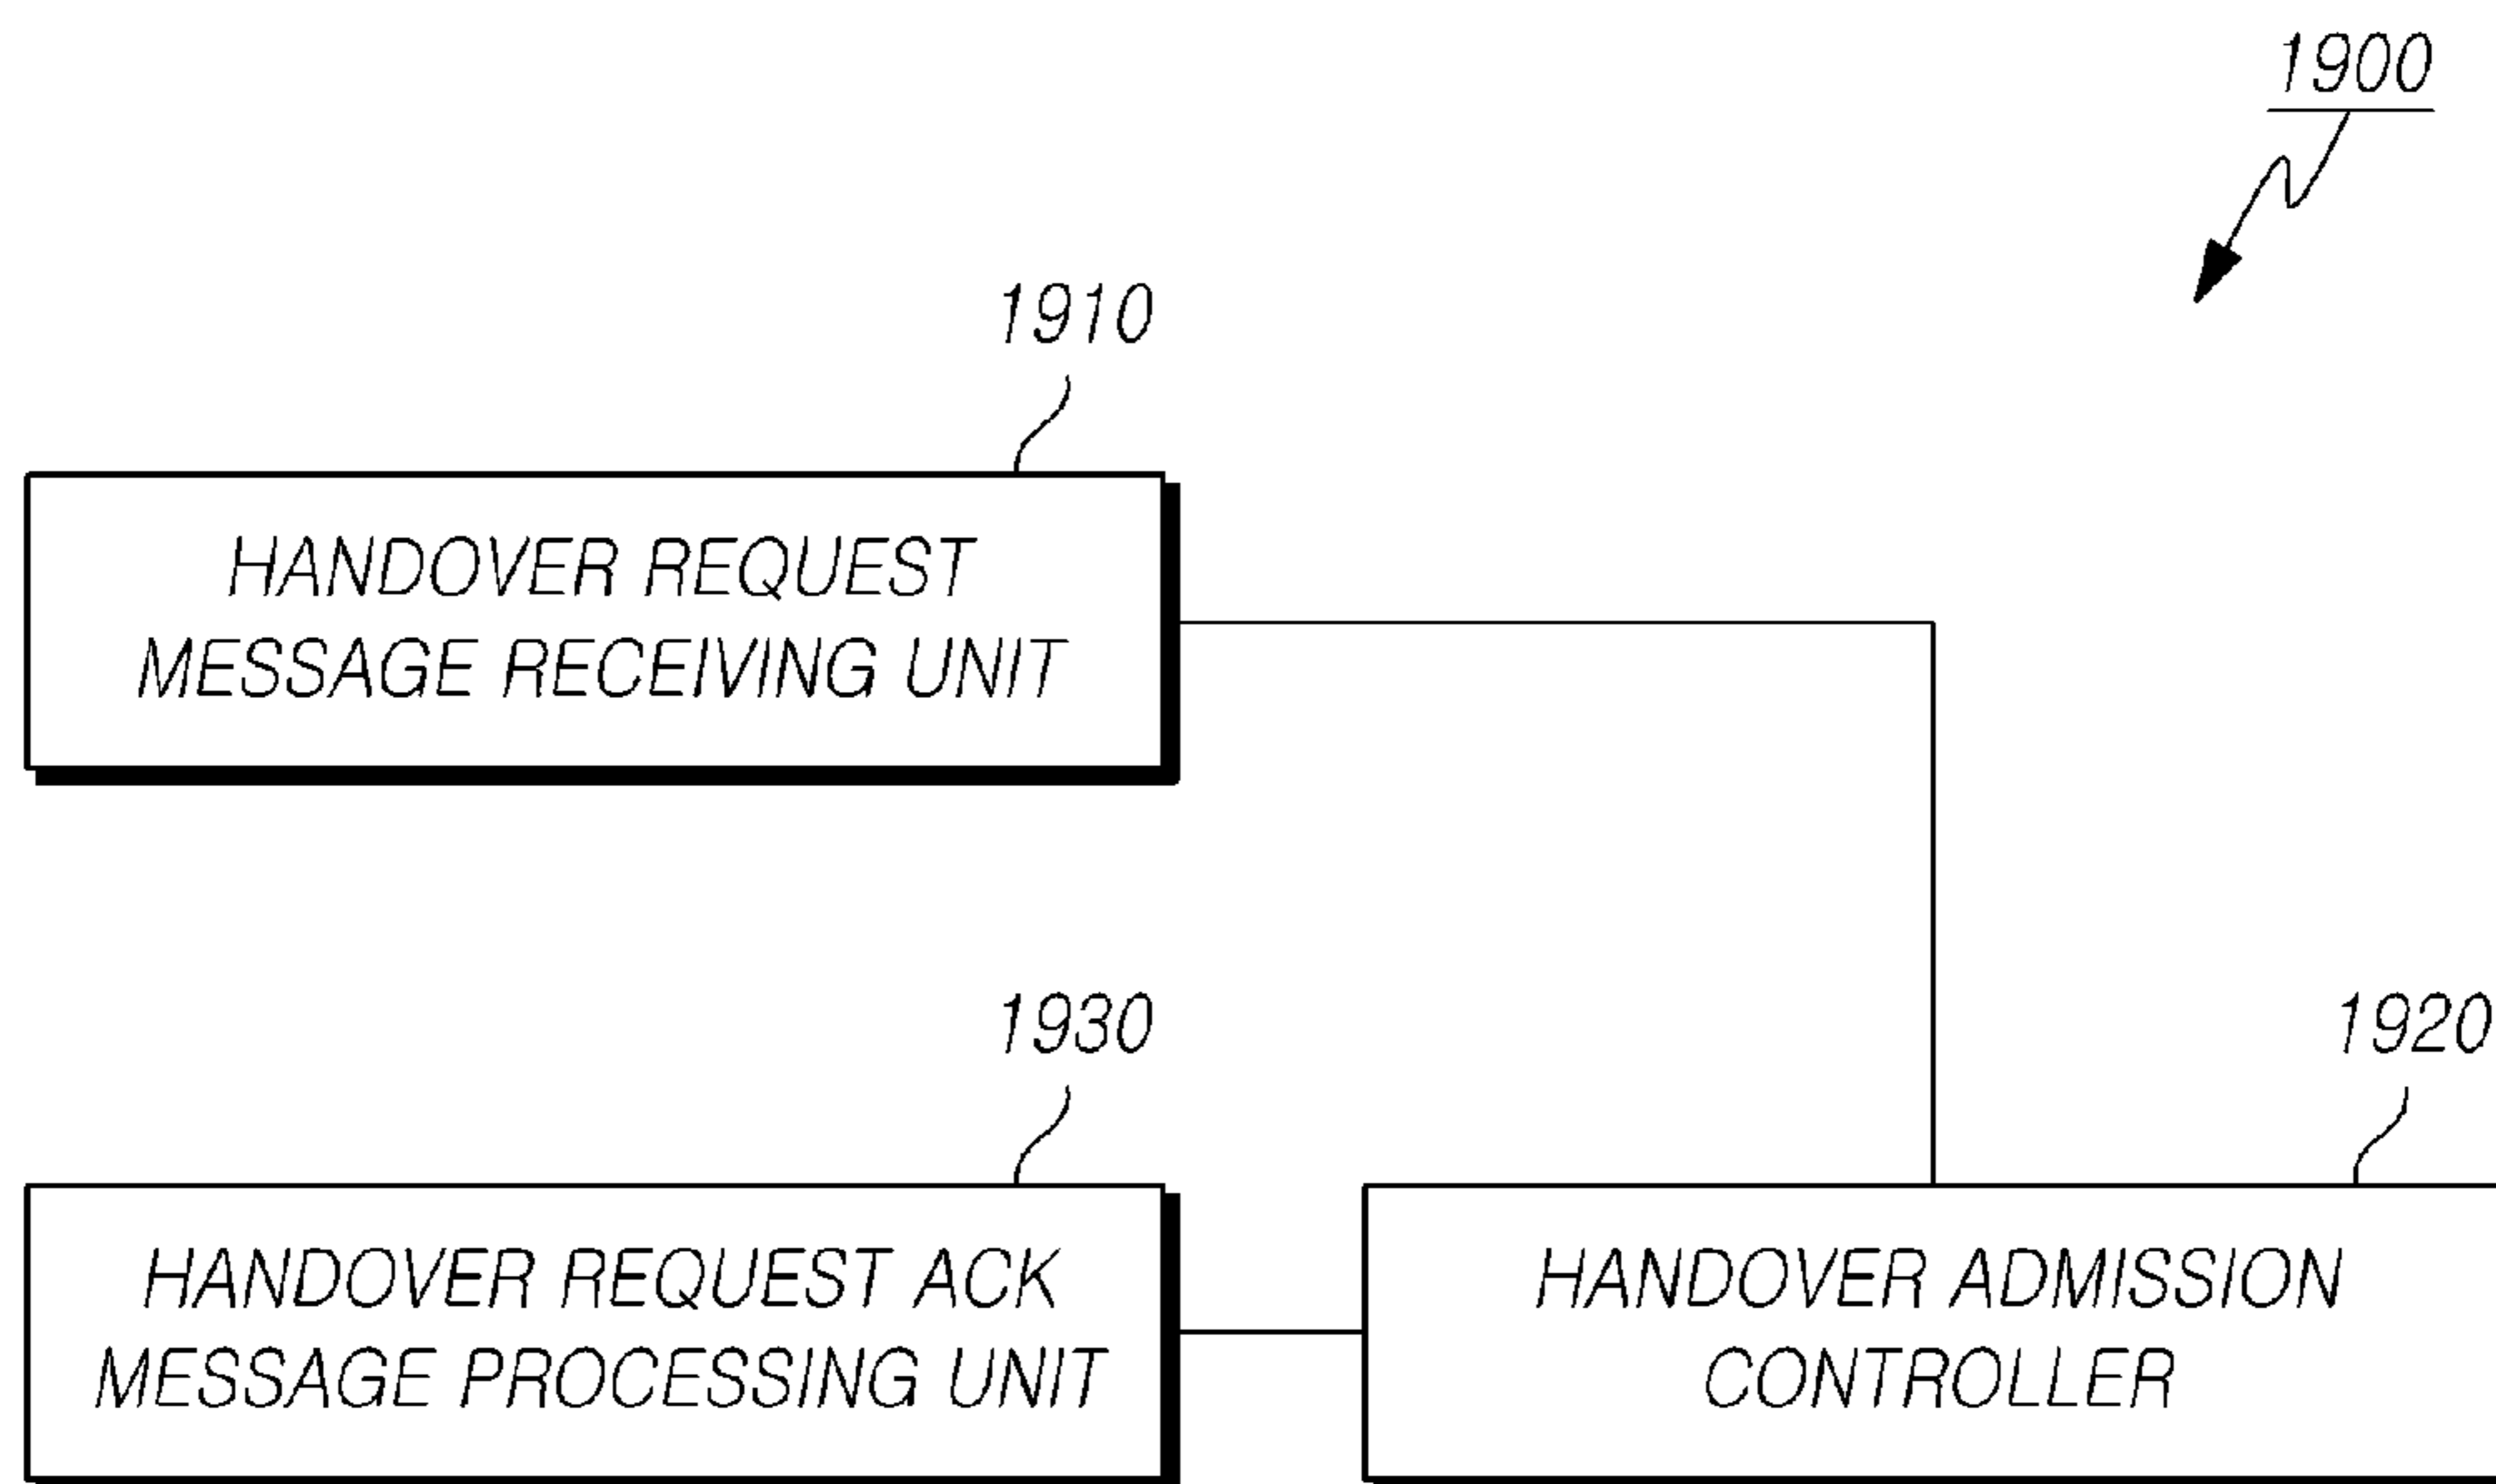 1900
1910
HANDOVER REQUEST
MESSAGE RECEIVING UNIT
1930
1920
HANDOVER REQUEST ACK
MESSAGE PROCESSING UNIT
HANDOVER ADMISSION
CONTROLLER